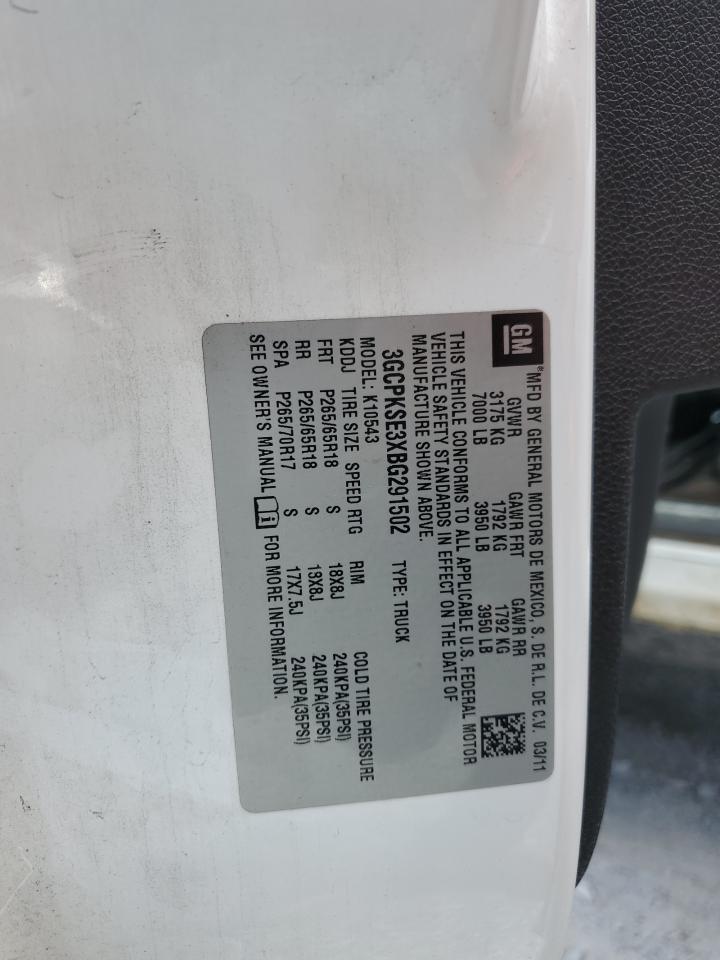 GM
®MFD BY GENERAL MOTORS DE MEXICO, S. DE R.L. DE C.V. 03/11
GVWR GAWR FRT GAWR RR
3175 KG 1792 KG 1792 KG
7000 LB 3950 LB 3950 LB
THIS VEHICLE CONFORMS TO ALL APPLICABLE U.S. FEDERAL MOTOR
VEHICLE SAFETY STANDARDS IN EFFECT ON THE DATE OF
MANUFACTURE SHOWN ABOVE.
3GCPKSE3XBG291502 TYPE: TRUCK
MODEL: K10543
KDDJ TIRE SIZE SPEED RTG RIM COLD TIRE PRESSURE
FRT P265/65R18 S 18X8J 240KPA(35PSI)
RR P265/65R18 S 18X8J 240KPA(35PSI)
SPA P265/70R17 S 17X7.5J 240KPA(35PSI)
SEE OWNER'S MANUAL FOR MORE INFORMATION.